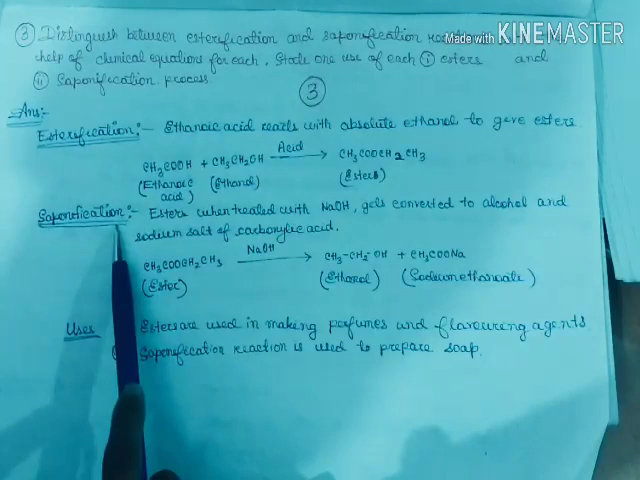 ③ Distinguish between esterification and saponification
Made with KINEMASTER
help of chemical equations for each. State one use of each ⓘ esters and
ⓘⓘ Saponification process
③
Ans:-
Esterification:- Ethanoic acid reacts with absolute ethanol to give esters.
Acid
CH3COOH + CH3CH2OH ⟶ CH3COOCH2CH3
(Ethanoic acid) (Ethanol) (Esters)
Saponification:- Esters when treated with NaOH, gets converted to alcohol and
sodium salt of carboxylic acid.
NaOH
CH3COOCH2CH3 ⟶ CH3-CH2-OH + CH3COONa
(Ester) (Ethanol) (Sodium ethanoate)
Uses Esters are used in making perfumes and flavouring agents.
Saponification reaction is used to prepare soap.